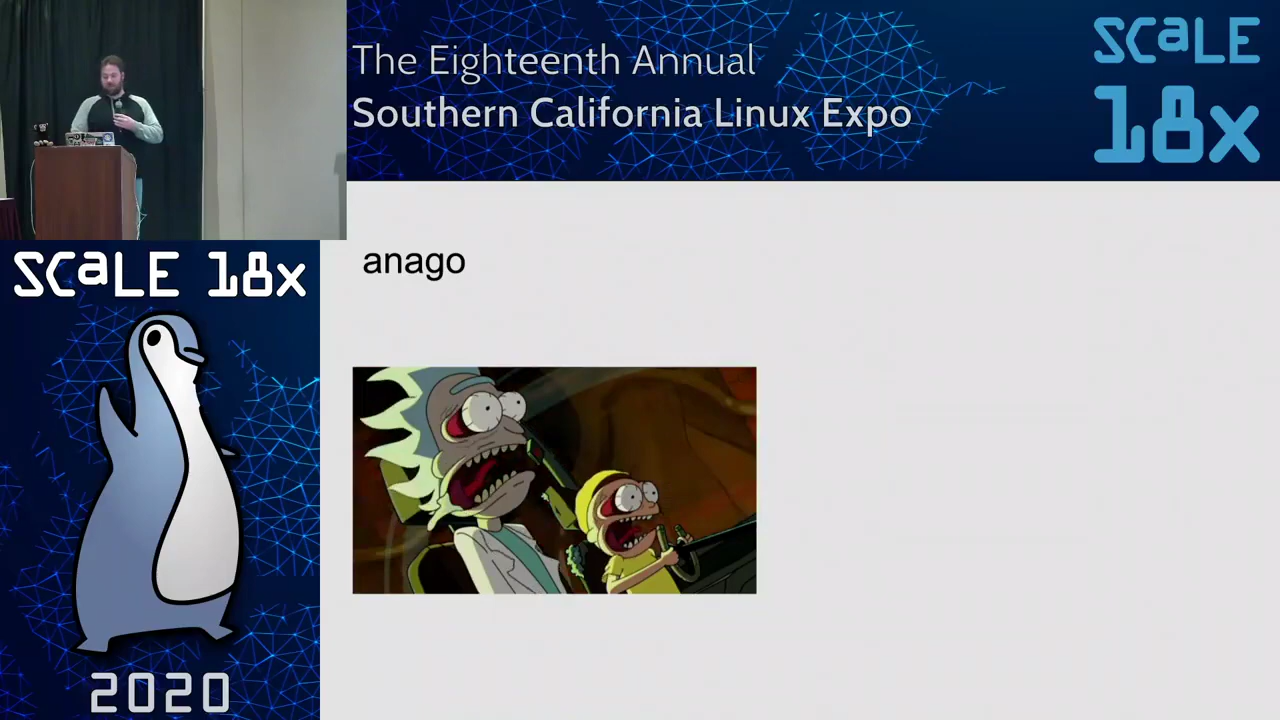 The Eighteenth Annual
Southern California Linux Expo
SCaLE
18x
SCaLE 18x
anago
2020